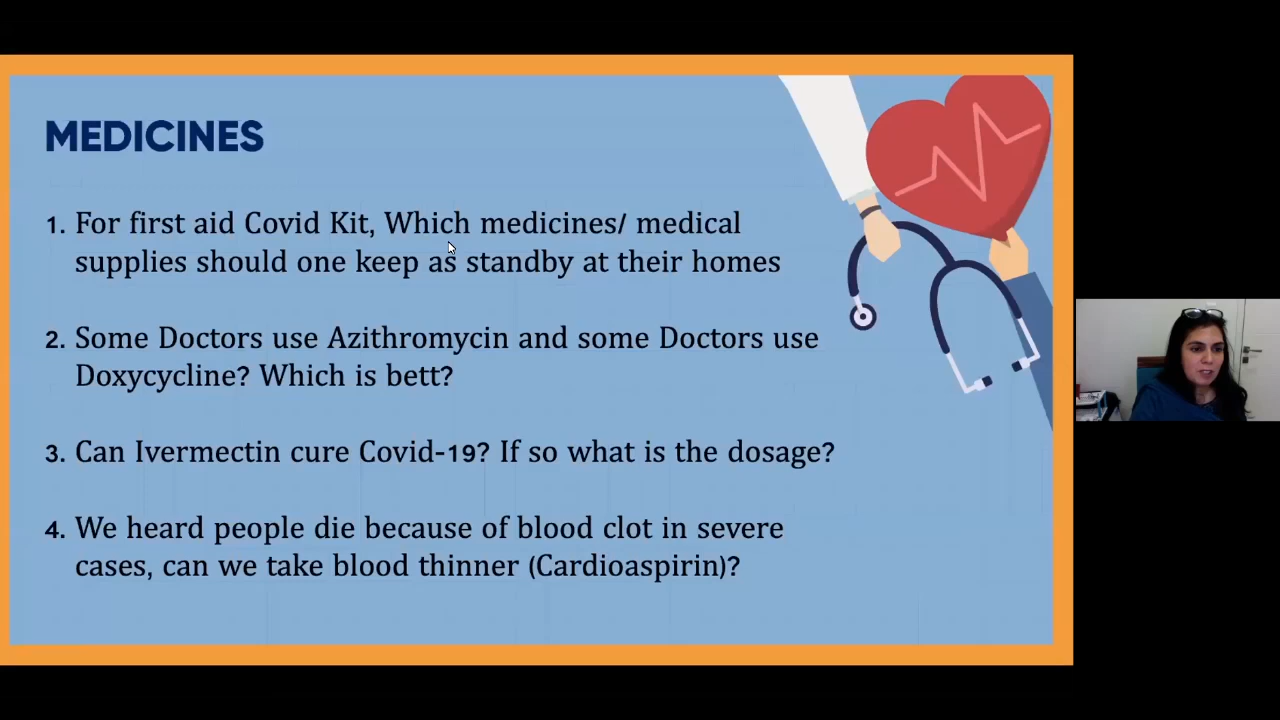 MEDICINES
1. For first aid Covid Kit, Which medicines/ medical
supplies should one keep as standby at their homes
2. Some Doctors use Azithromycin and some Doctors use
Doxycycline? Which is bett?
3. Can Ivermectin cure Covid-19? If so what is the dosage?
4. We heard people die because of blood clot in severe
cases, can we take blood thinner (Cardioaspirin)?